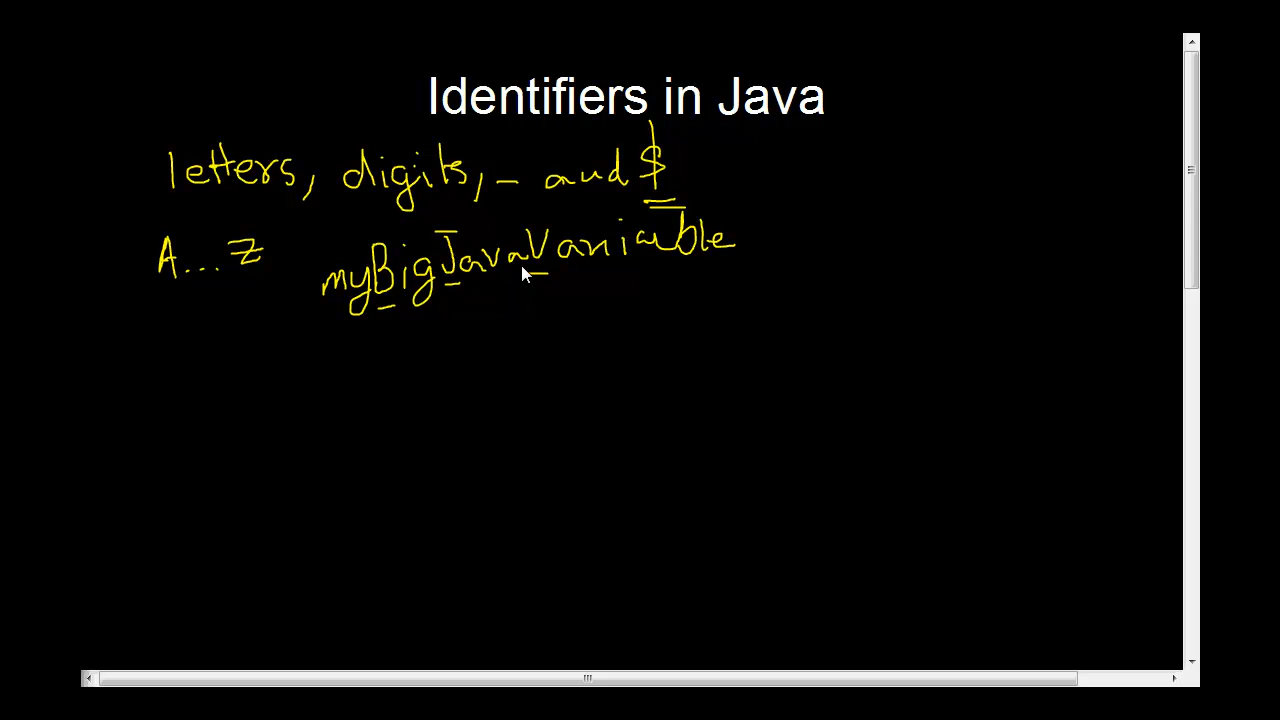 Identifiers in Java
letters, digits, _ and $
A...Z myBigJavaVariable